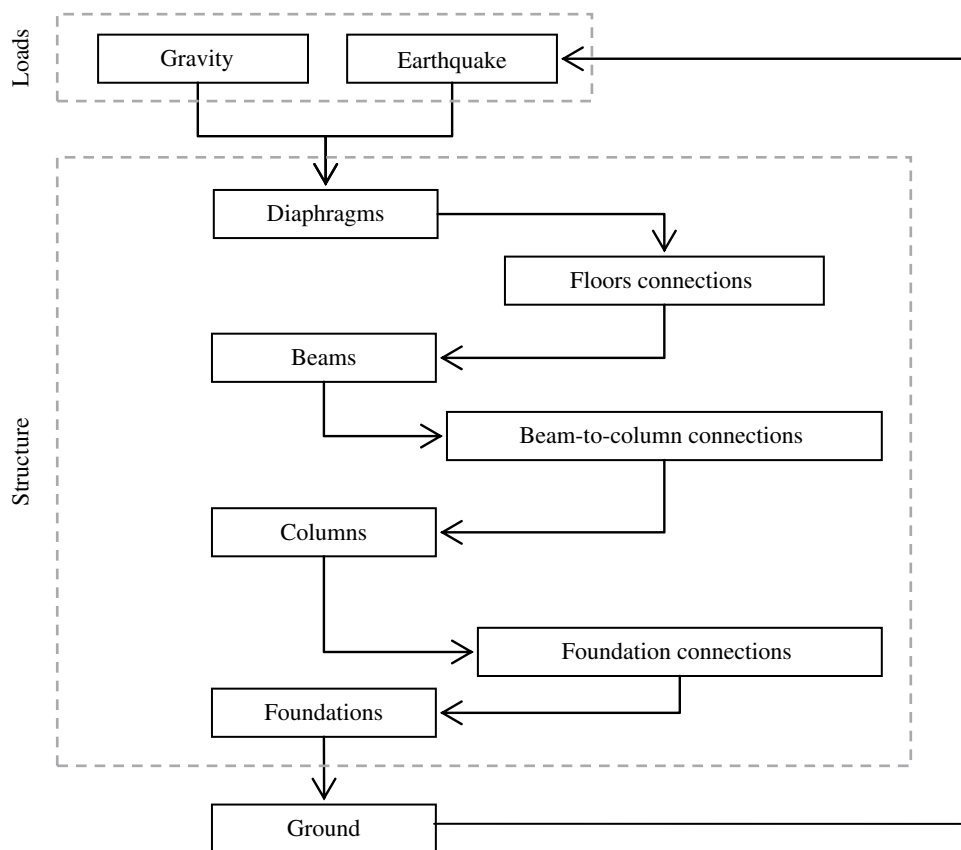 Loads
Gravity
Earthquake
Structure
Diaphragms
Floors connections
Beams
Beam-to-column connections
Columns
Foundation connections
Foundations
Ground